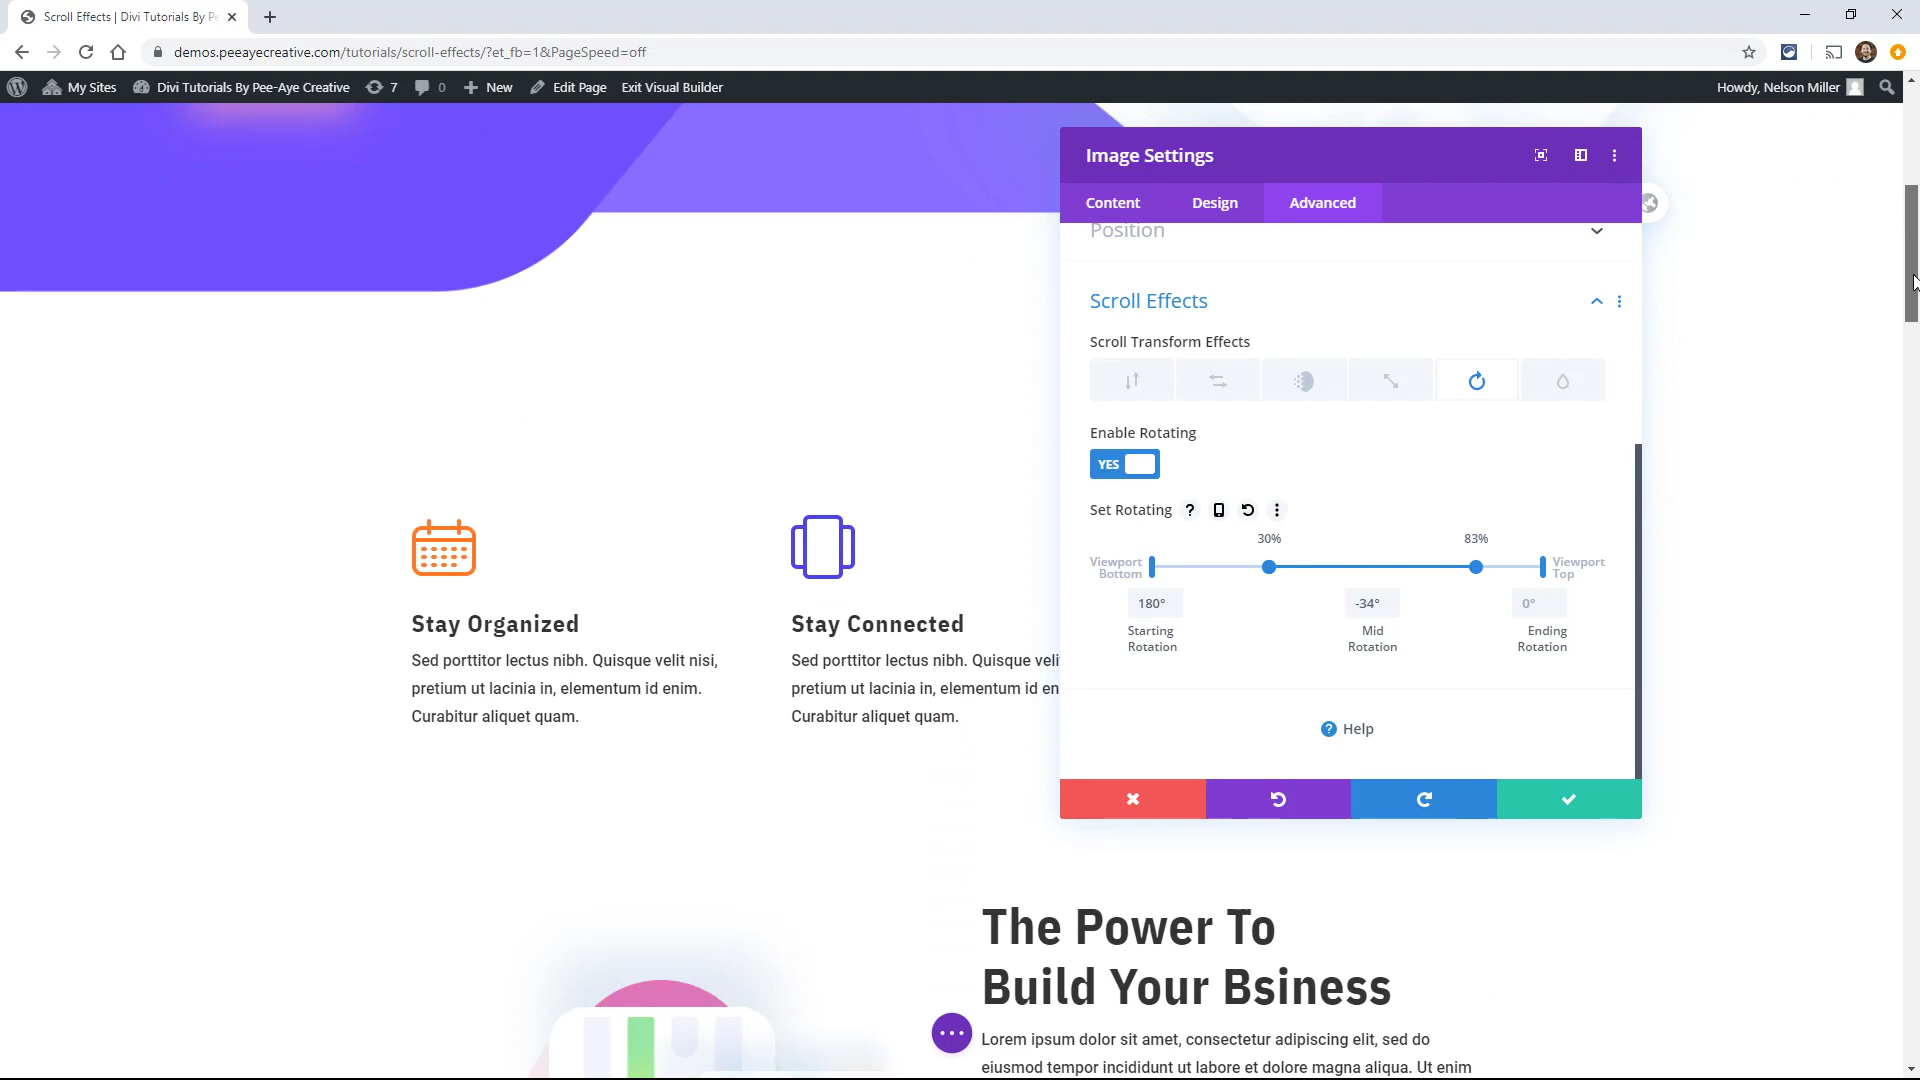 Scroll Effects | Divi Tutorials By Pe
demos.peeayecreative.com/tutorials/scroll-effects/?et_fb=1&PageSpeed=off
My Sites
Divi Tutorials By Pee-Aye Creative
7
0
New
Edit Page
Exit Visual Builder
Howdy, Nelson Miller
Image Settings
Content
Design
Advanced
Position
Scroll Effects
Scroll Transform Effects
Enable Rotating
YES
Set Rotating
?
30%
83%
Viewport
Bottom
Viewport
Top
180°
-34°
0°
Starting
Rotation
Mid
Rotation
Ending
Rotation
? Help
Stay Organized
Sed porttitor lectus nibh. Quisque velit nisi,
pretium ut lacinia in, elementum id enim.
Curabitur aliquet quam.
Stay Connected
Sed porttitor lectus nibh. Quisque veli
pretium ut lacinia in, elementum id en
Curabitur aliquet quam.
The Power To
Build Your Bsiness
Lorem ipsum dolor sit amet, consectetur adipiscing elit, sed do
eiusmod tempor incididunt ut labore et dolore magna aliqua. Ut enim